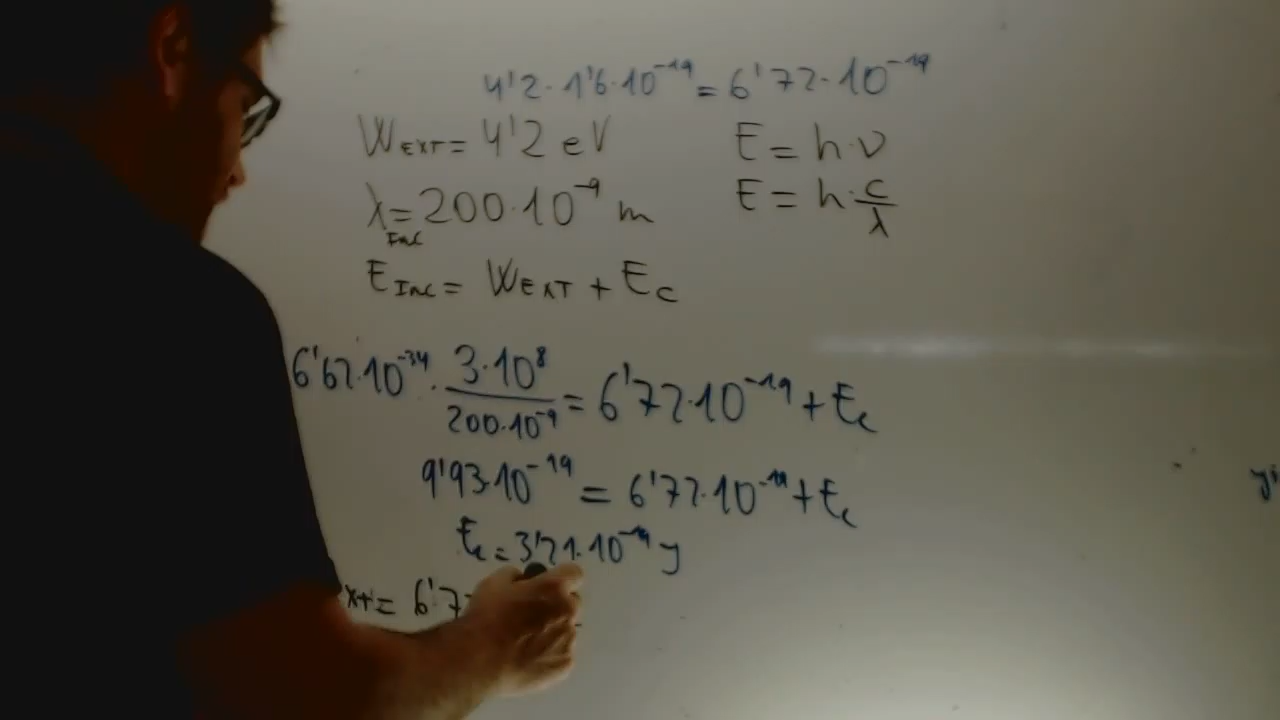 4'2·1'6·10⁻¹⁹ = 6'72·10⁻¹⁹
W_EXT = 4'2 eV
E = h·ν
λ_INC = 200·10⁻⁹ m
E = h·c/λ
E_INC = W_EXT + E_C
6'62·10⁻³⁴ · 3·10⁸/200·10⁻⁹ = 6'72·10⁻¹⁹ + E_C
9'93·10⁻¹⁹ = 6'72·10⁻¹⁹ + E_C
E_C = 3'21·10⁻¹⁹ J
xt = 6'7